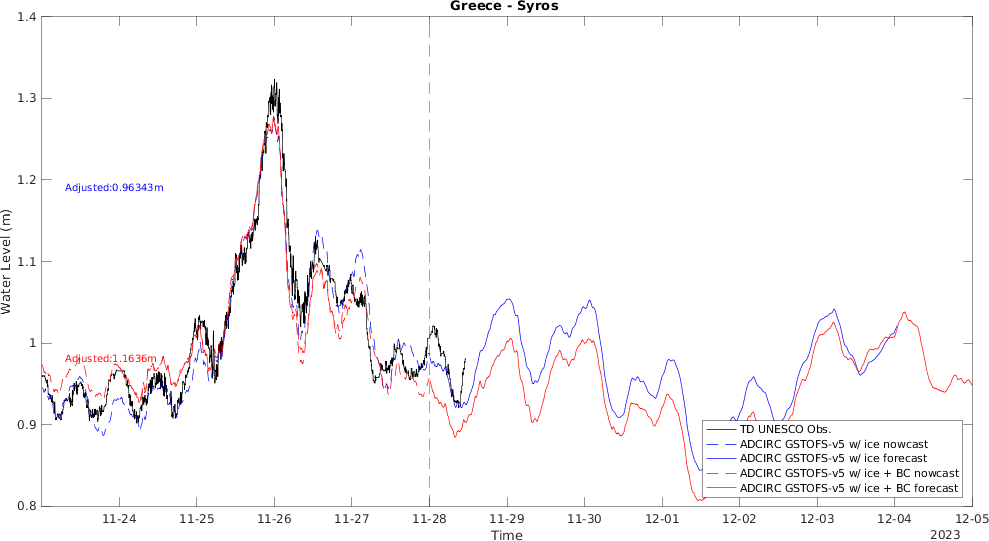 Greece - Syros
1.4
1.3
1.2
1.1
1
0.9
0.8
Water Level (m)
Adjusted:0.96343m
Adjusted:1.1636m
TD UNESCO Obs.
ADCIRC GSTOFS-v5 w/ ice nowcast
ADCIRC GSTOFS-v5 w/ ice forecast
ADCIRC GSTOFS-v5 w/ ice + BC nowcast
ADCIRC GSTOFS-v5 w/ ice + BC forecast
11-24 11-25 11-26 11-27 11-28 11-29 11-30 12-01 12-02 12-03 12-04 12-05
Time
2023